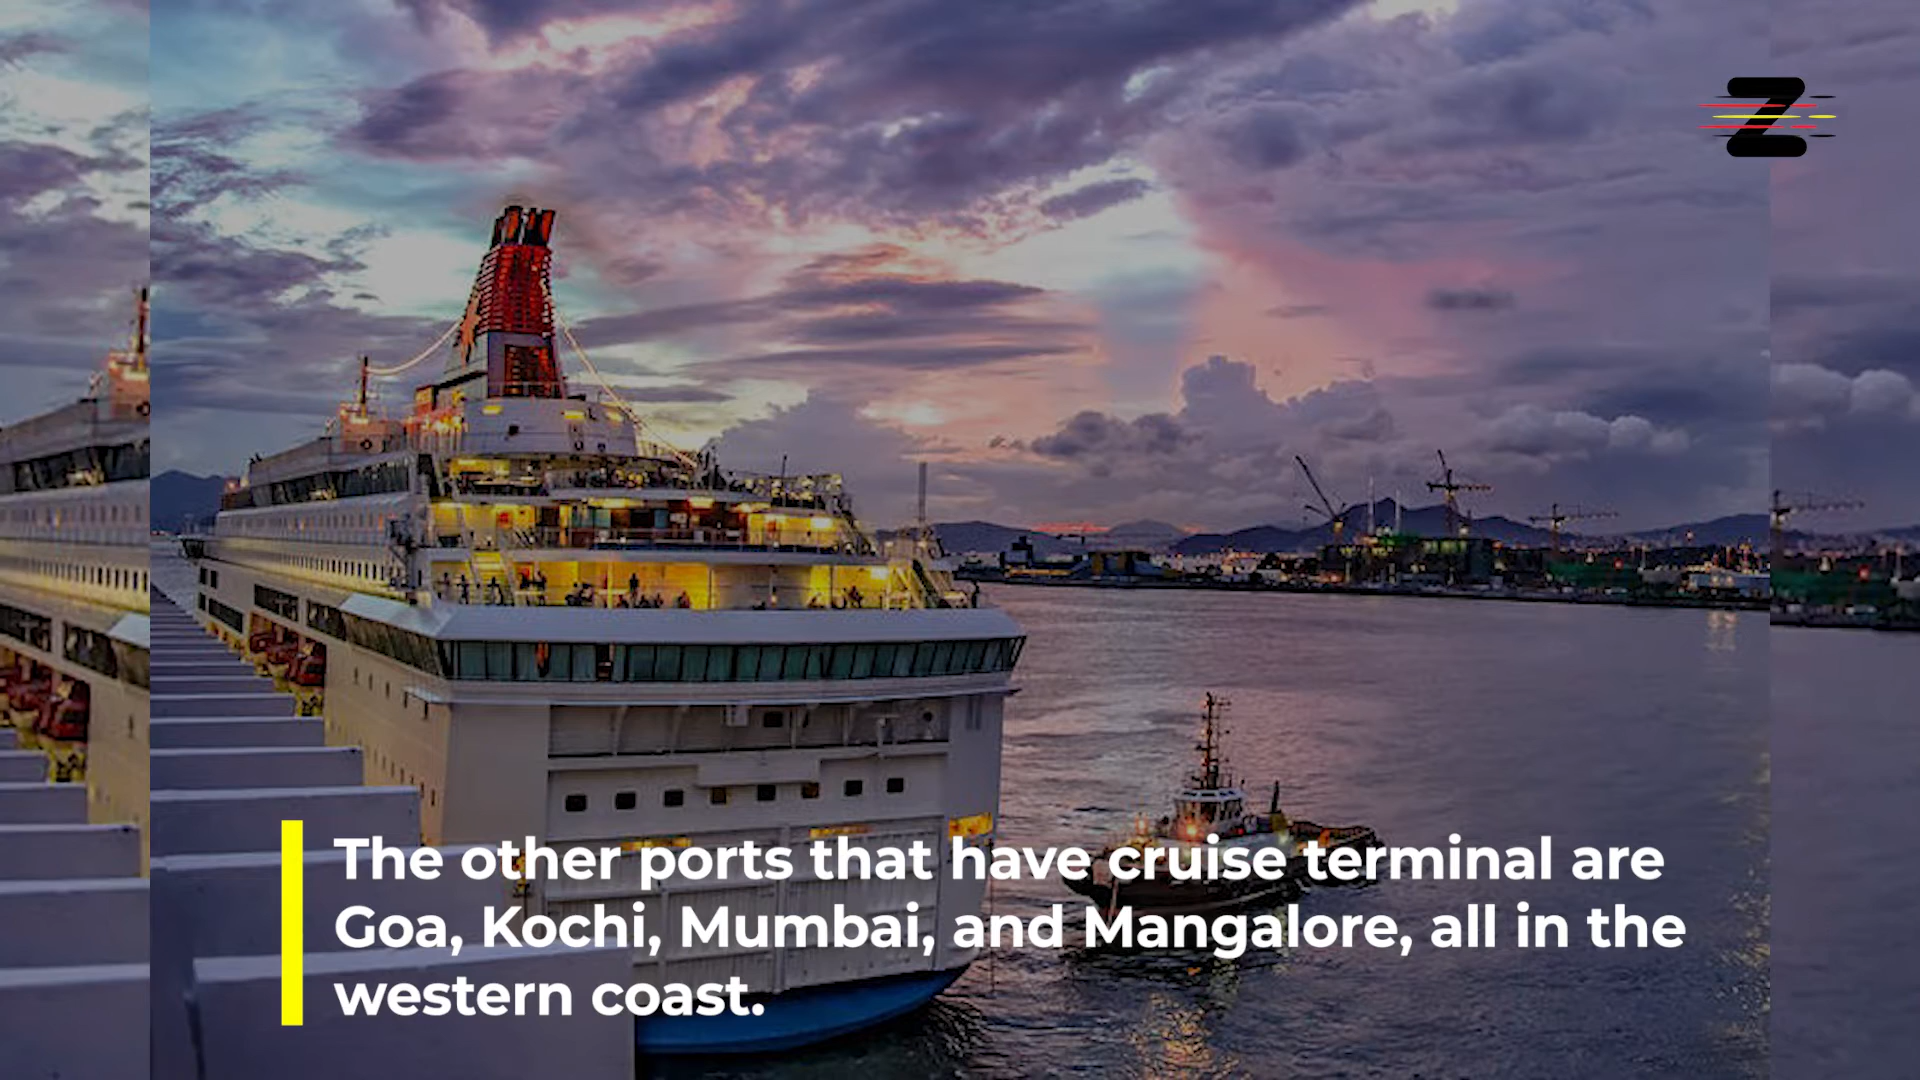 Z
The other ports that have cruise terminal are
Goa, Kochi, Mumbai, and Mangalore, all in the
western coast.